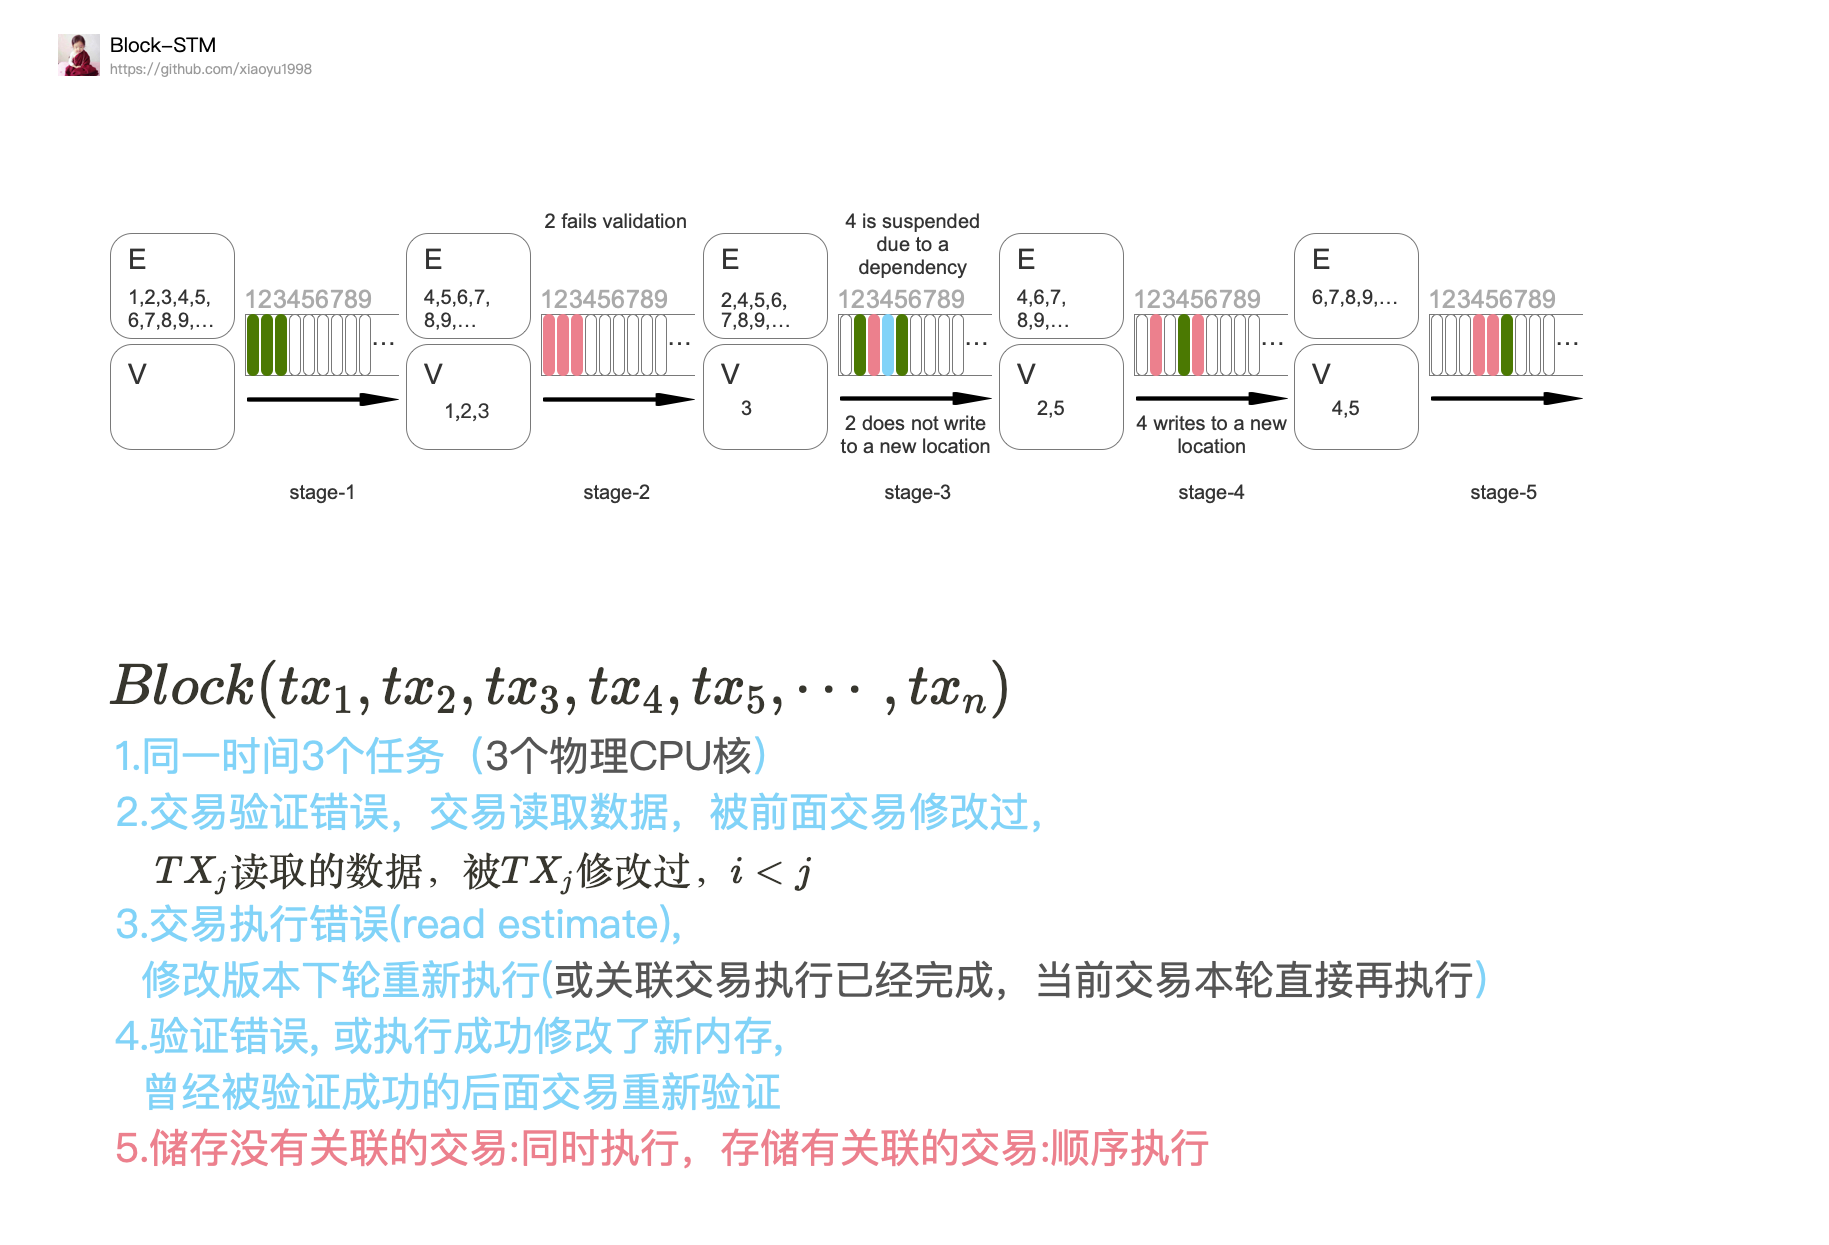 Block-STM
https://github.com/xiaoyu1998
2 fails validation
4 is suspended
due to a
dependency
E
1,2,3,4,5,
6,7,8,9,...
V
123456789
...
stage-1
E
4,5,6,7,
8,9,...
V
1,2,3
123456789
...
stage-2
E
2,4,5,6,
7,8,9,...
V
3
123456789
...
2 does not write
to a new location
stage-3
E
4,6,7,
8,9,...
V
2,5
123456789
...
4 writes to a new
location
stage-4
E
6,7,8,9,...
V
4,5
123456789
...
stage-5
Block(tx₁, tx₂, tx₃, tx₄, tx₅, ⋯ , txₙ)
1.同一时间3个任务（3个物理CPU核）
2.交易验证错误，交易读取数据，被前面交易修改过，
TXⱼ读取的数据，被TXⱼ修改过，i < j
3.交易执行错误(read estimate),
修改版本下轮重新执行(或关联交易执行已经完成，当前交易本轮直接再执行)
4.验证错误, 或执行成功修改了新内存,
曾经被验证成功的后面交易重新验证
5.储存没有关联的交易:同时执行，存储有关联的交易:顺序执行